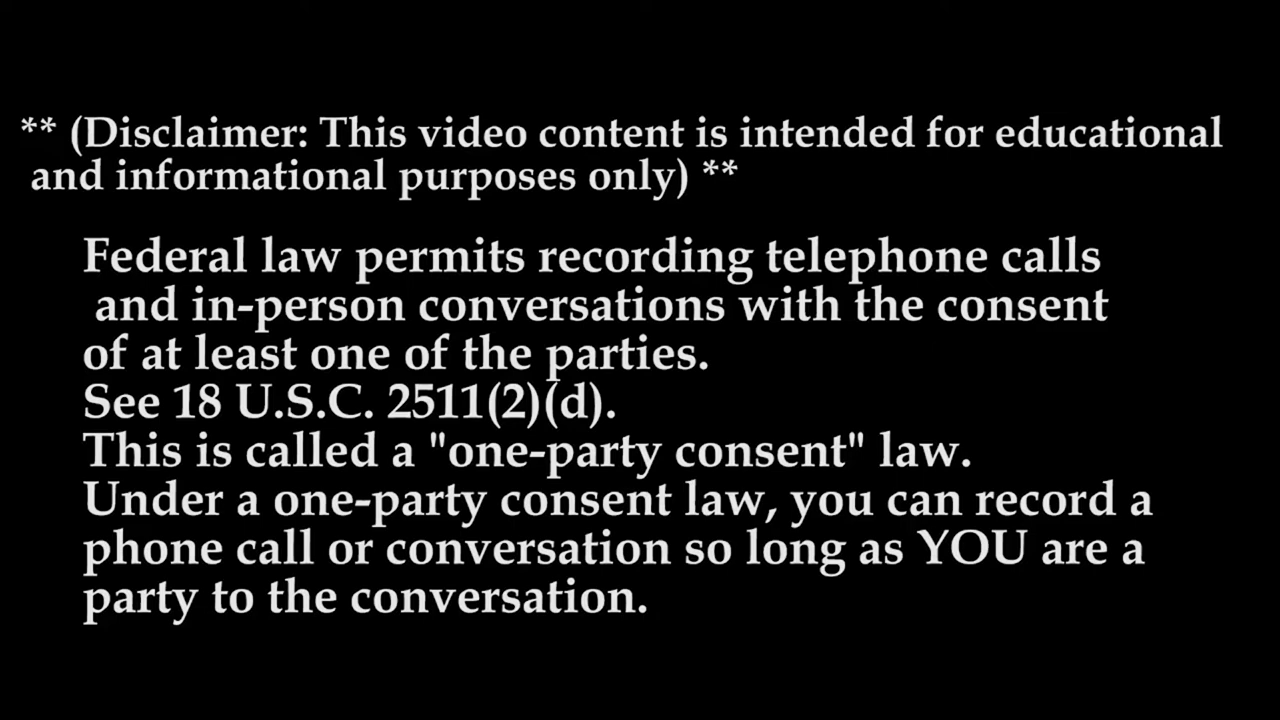 ** (Disclaimer: This video content is intended for educational
and informational purposes only) **
Federal law permits recording telephone calls
and in-person conversations with the consent
of at least one of the parties.
See 18 U.S.C. 2511(2)(d).
This is called a "one-party consent" law.
Under a one-party consent law, you can record a
phone call or conversation so long as YOU are a
party to the conversation.